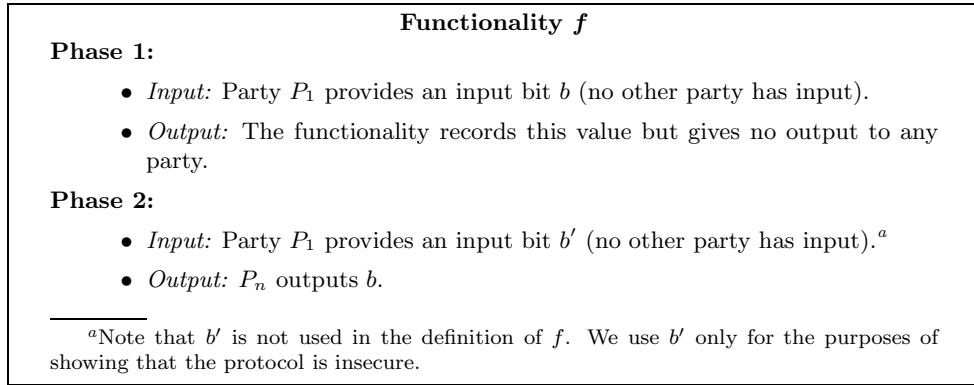 Functionality f
Phase 1:
• Input: Party P1 provides an input bit b (no other party has input).
• Output: The functionality records this value but gives no output to any
party.
Phase 2:
• Input: Party P1 provides an input bit b′ (no other party has input).a
• Output: Pn outputs b.
aNote that b′ is not used in the definition of f. We use b′ only for the purposes of
showing that the protocol is insecure.